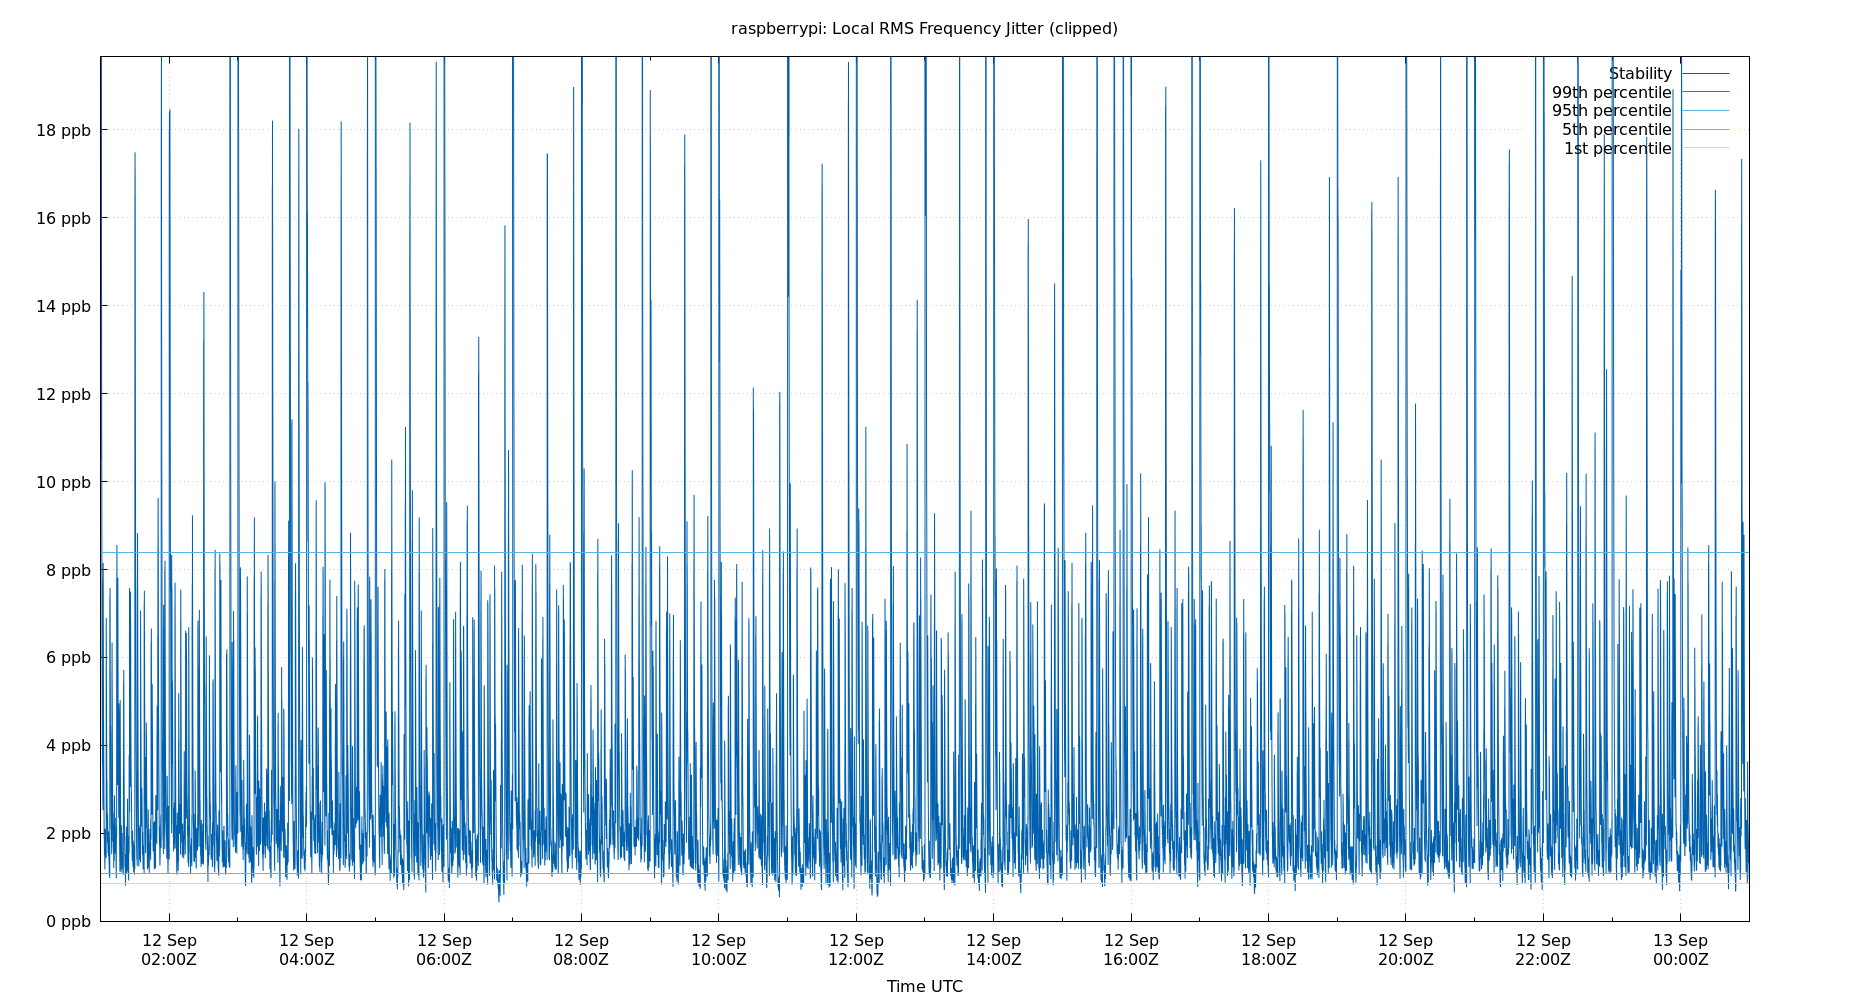 raspberrypi: Local RMS Frequency Jitter (clipped)
Stability
99th percentile
95th percentile
5th percentile
1st percentile
18 ppb
16 ppb
14 ppb
12 ppb
10 ppb
8 ppb
6 ppb
4 ppb
2 ppb
0 ppb
12 Sep 12 Sep 12 Sep 12 Sep 12 Sep 12 Sep 12 Sep 12 Sep 12 Sep 12 Sep 12 Sep 13 Sep
02:00Z 04:00Z 06:00Z 08:00Z 10:00Z 12:00Z 14:00Z 16:00Z 18:00Z 20:00Z 22:00Z 00:00Z
Time UTC